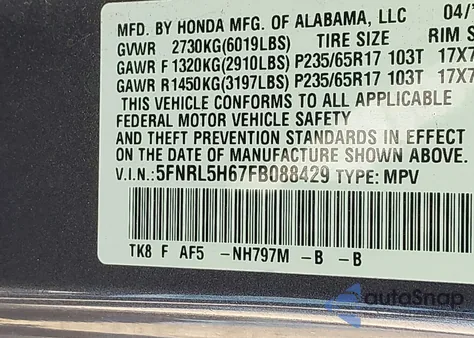 MFD. BY HONDA MFG. OF ALABAMA, LLC 04/
GVWR 2730KG(6019LBS) TIRE SIZE RIM S
GAWR F 1320KG(2910LBS) P235/65R17 103T 17X7
GAWR R1450KG(3197LBS) P235/65R17 103T 17X7
THIS VEHICLE CONFORMS TO ALL APPLICABLE
FEDERAL MOTOR VEHICLE SAFETY
AND THEFT PREVENTION STANDARDS IN EFFECT
ON THE DATE OF MANUFACTURE SHOWN ABOVE.
V.I.N.:5FNRL5H67FB088429 TYPE: MPV
TK8 F AF5 -NH797M -B -B
autoSnap